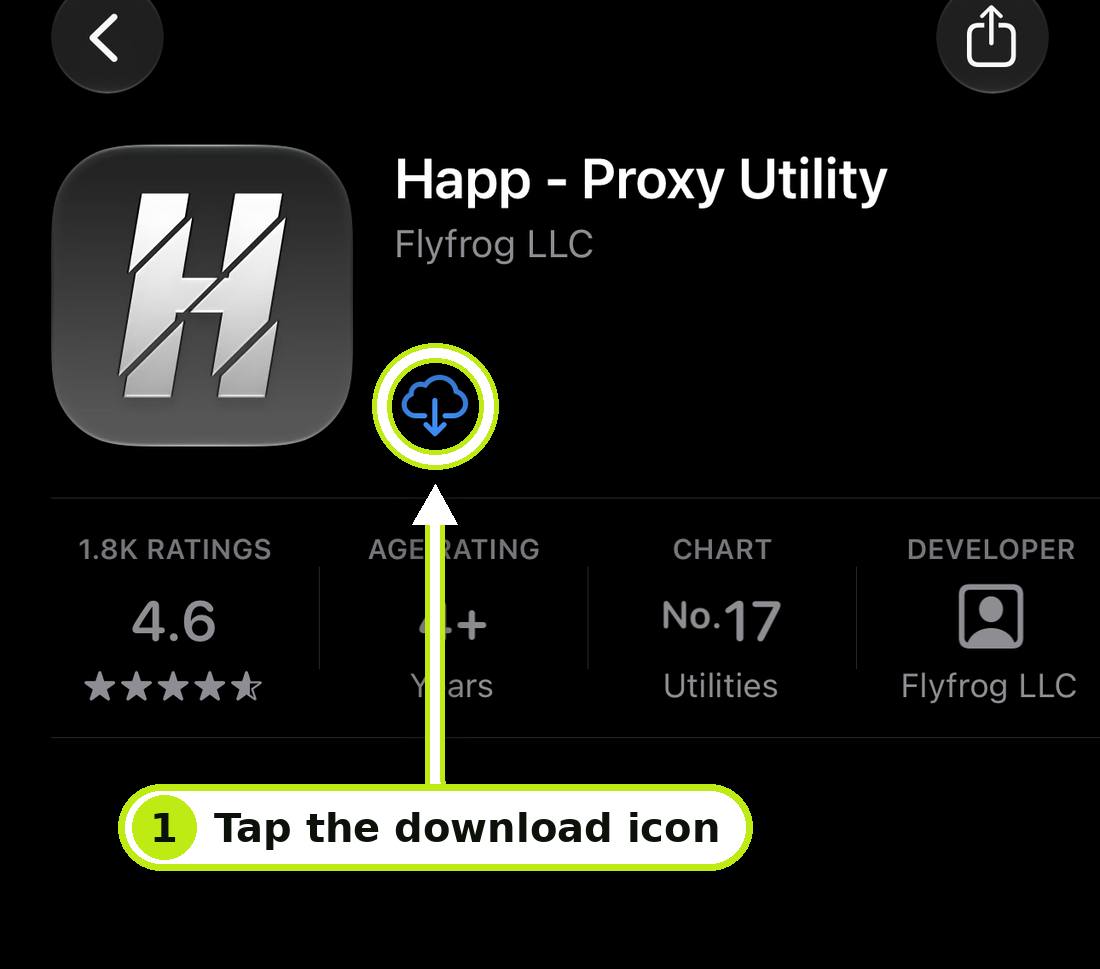 Happ - Proxy Utility
Flyfrog LLC
1.8K RATINGS
4.6
AGE RATING
+
CHART
No.17
Utilities
DEVELOPER
Flyfrog LLC
1 Tap the download icon